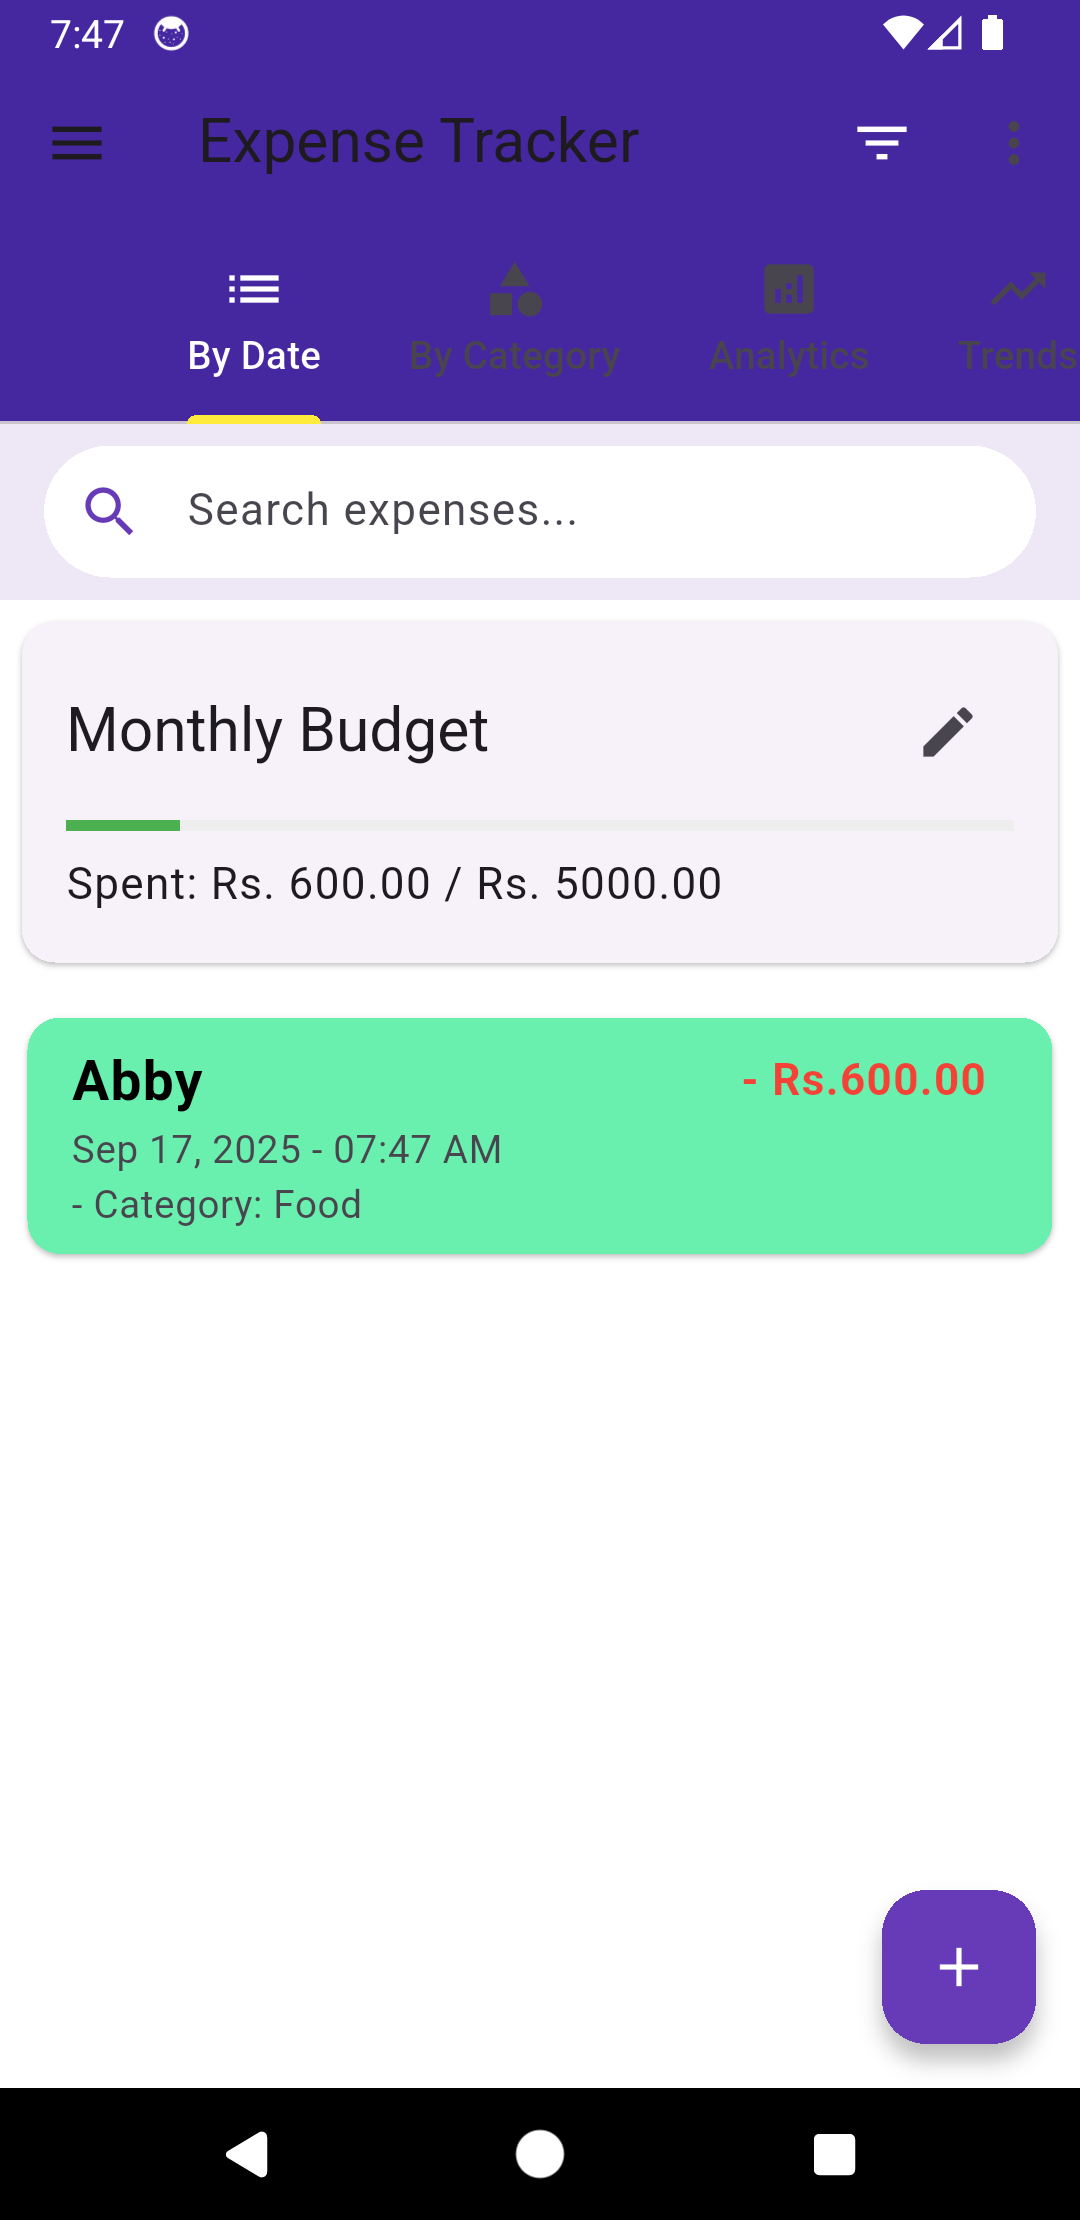 7:47
Expense Tracker
By Date
By Category
Analytics
Trends
Search expenses...
Monthly Budget
Spent: Rs. 600.00 / Rs. 5000.00
Abby
- Rs.600.00
Sep 17, 2025 - 07:47 AM
- Category: Food